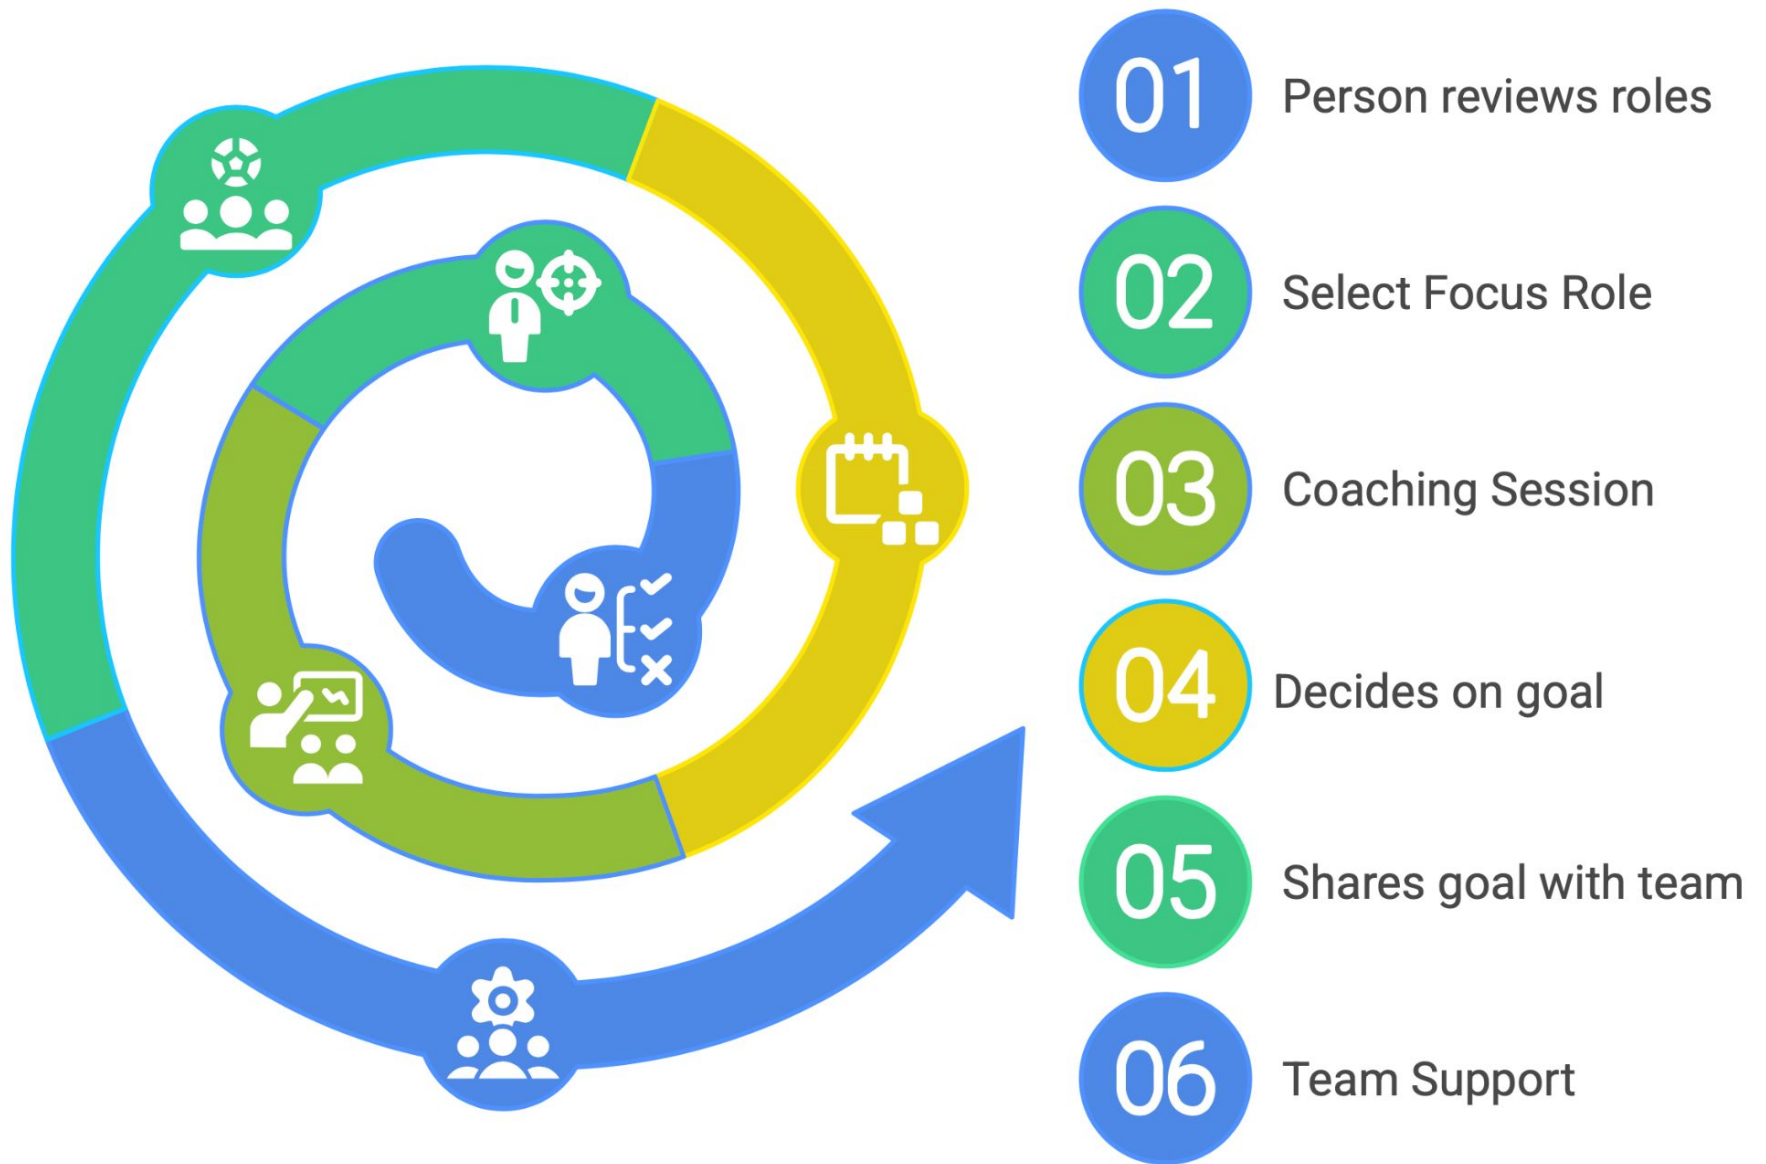 01 Person reviews roles
02 Select Focus Role
03 Coaching Session
04 Decides on goal
05 Shares goal with team
06 Team Support